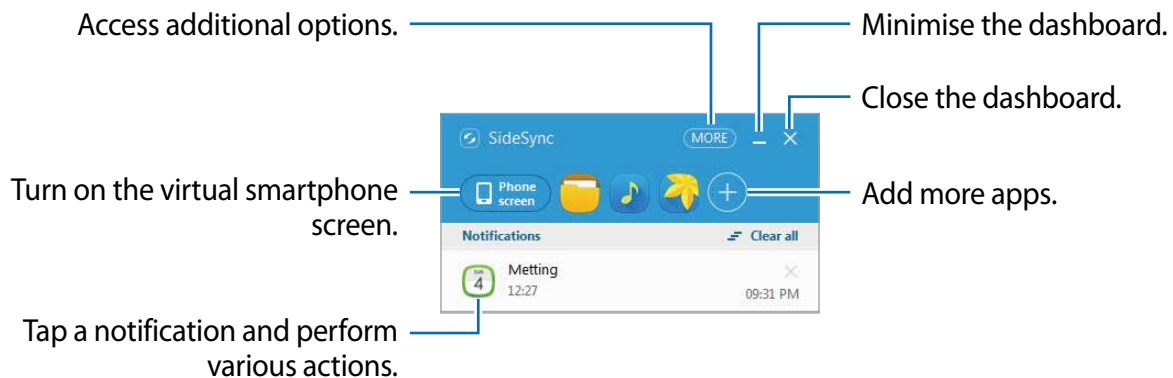 Access additional options.
Minimise the dashboard.
Close the dashboard.
SideSync
MORE
Turn on the virtual smartphone
screen.
Phone
screen
Add more apps.
Notifications
Clear all
SUN
4
Metting
12:27
09:31 PM
Tap a notification and perform
various actions.